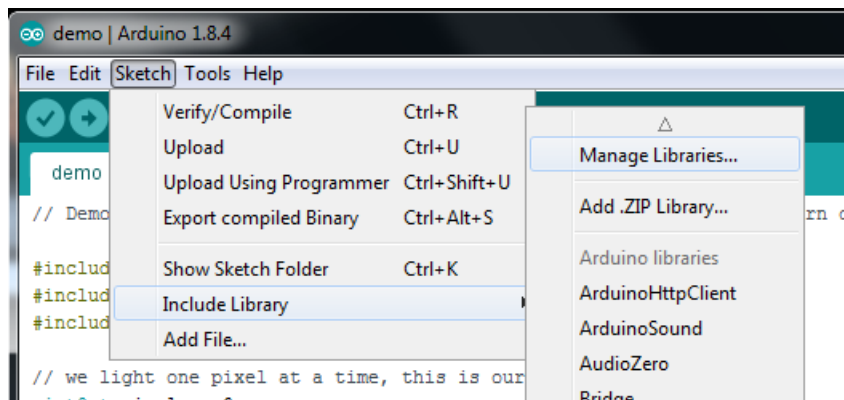 demo | Arduino 1.8.4
File Edit Sketch Tools Help
Verify/Compile Ctrl+R
Upload Ctrl+U
Upload Using Programmer Ctrl+Shift+U
Export compiled Binary Ctrl+Alt+S
Show Sketch Folder Ctrl+K
Include Library
Add File...
Manage Libraries...
Add .ZIP Library...
Arduino libraries
ArduinoHttpClient
ArduinoSound
AudioZero
Bridge
demo
// Demo
#includ
#includ
#includ
// we light one pixel at a time, this is our